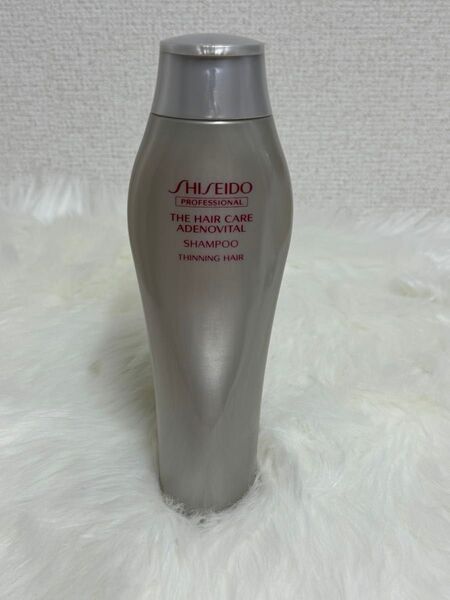 SHISEIDO
PROFESSIONAL
THE HAIR CARE
ADENOVITAL
SHAMPOO
THINNING HAIR